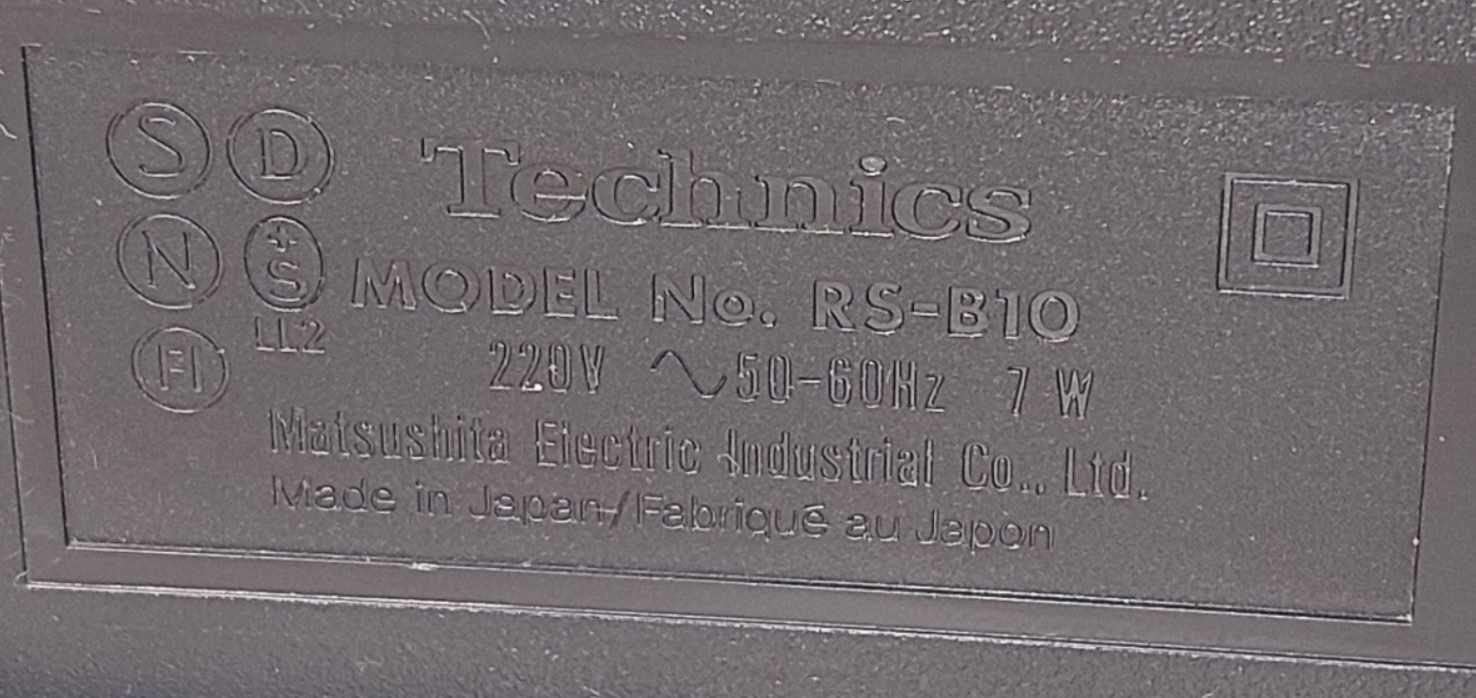 S D Technics
N +S MODEL No. RS-B10
LL2
FI 220V 50-60Hz 7 W
Matsushita Electric Industrial Co., Ltd.
Made in Japan/Fabriqué au Japon